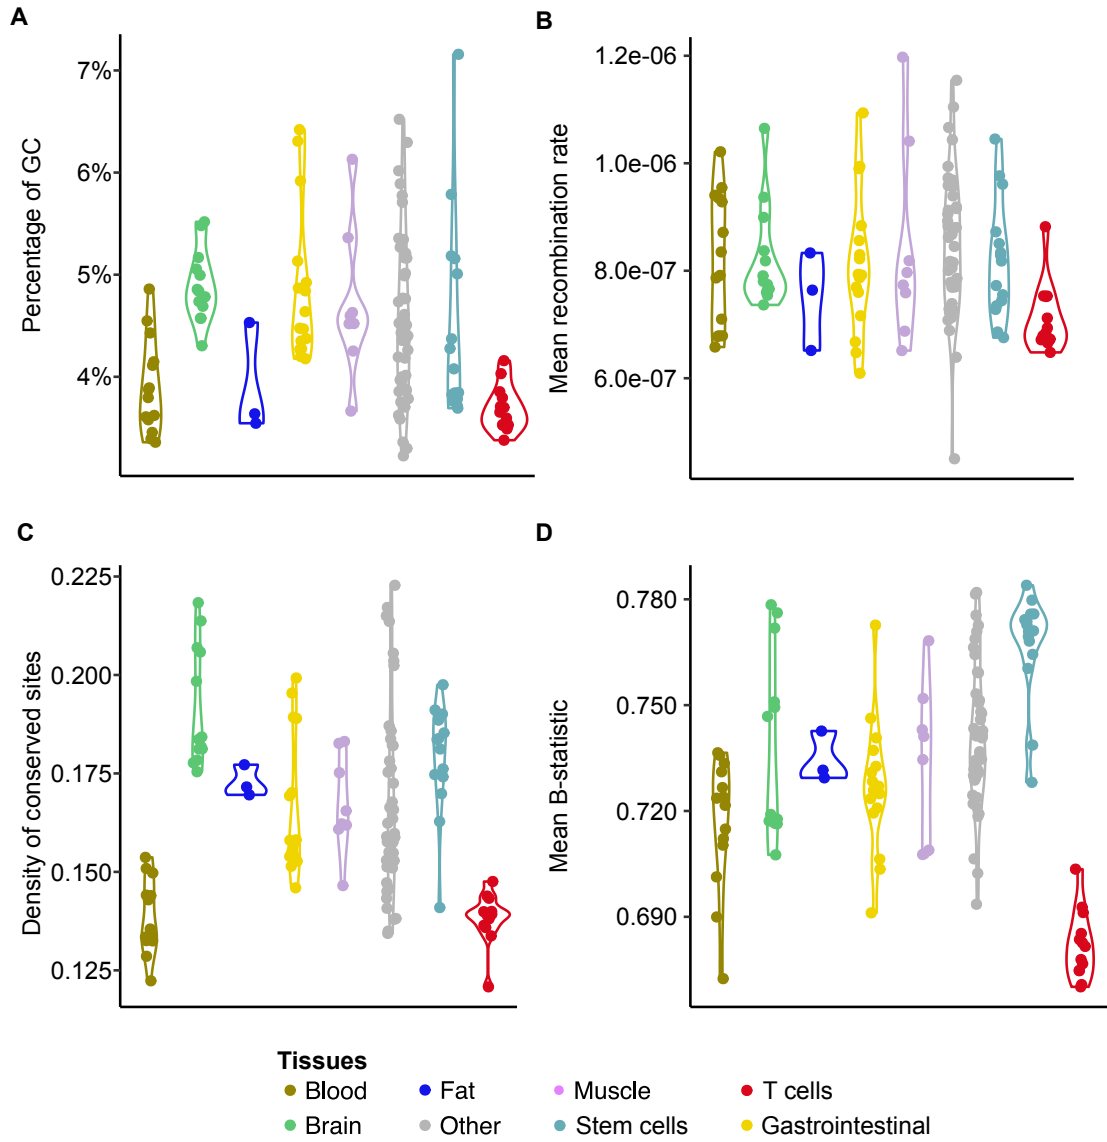 A
Percentage of GC
7%
6%
5%
4%
B
Mean recombination rate
1.2e-06
1.0e-06
8.0e-07
6.0e-07
C
Density of conserved sites
0.225
0.200
0.175
0.150
0.125
D
Mean B-statistic
0.780
0.750
0.720
0.690
Tissues
Blood Fat Muscle T cells
Brain Other Stem cells Gastrointestinal